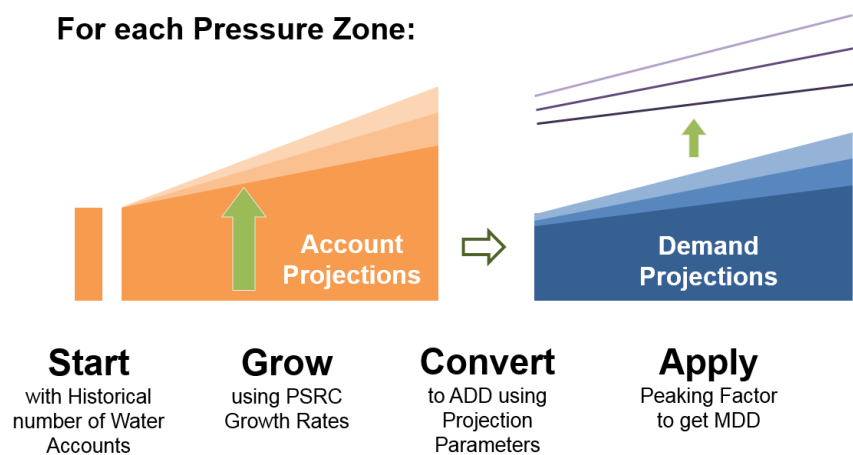 For each Pressure Zone:
Account
Projections
Demand
Projections
Start
with Historical
number of Water
Accounts
Grow
using PSRC
Growth Rates
Convert
to ADD using
Projection
Parameters
Apply
Peaking Factor
to get MDD